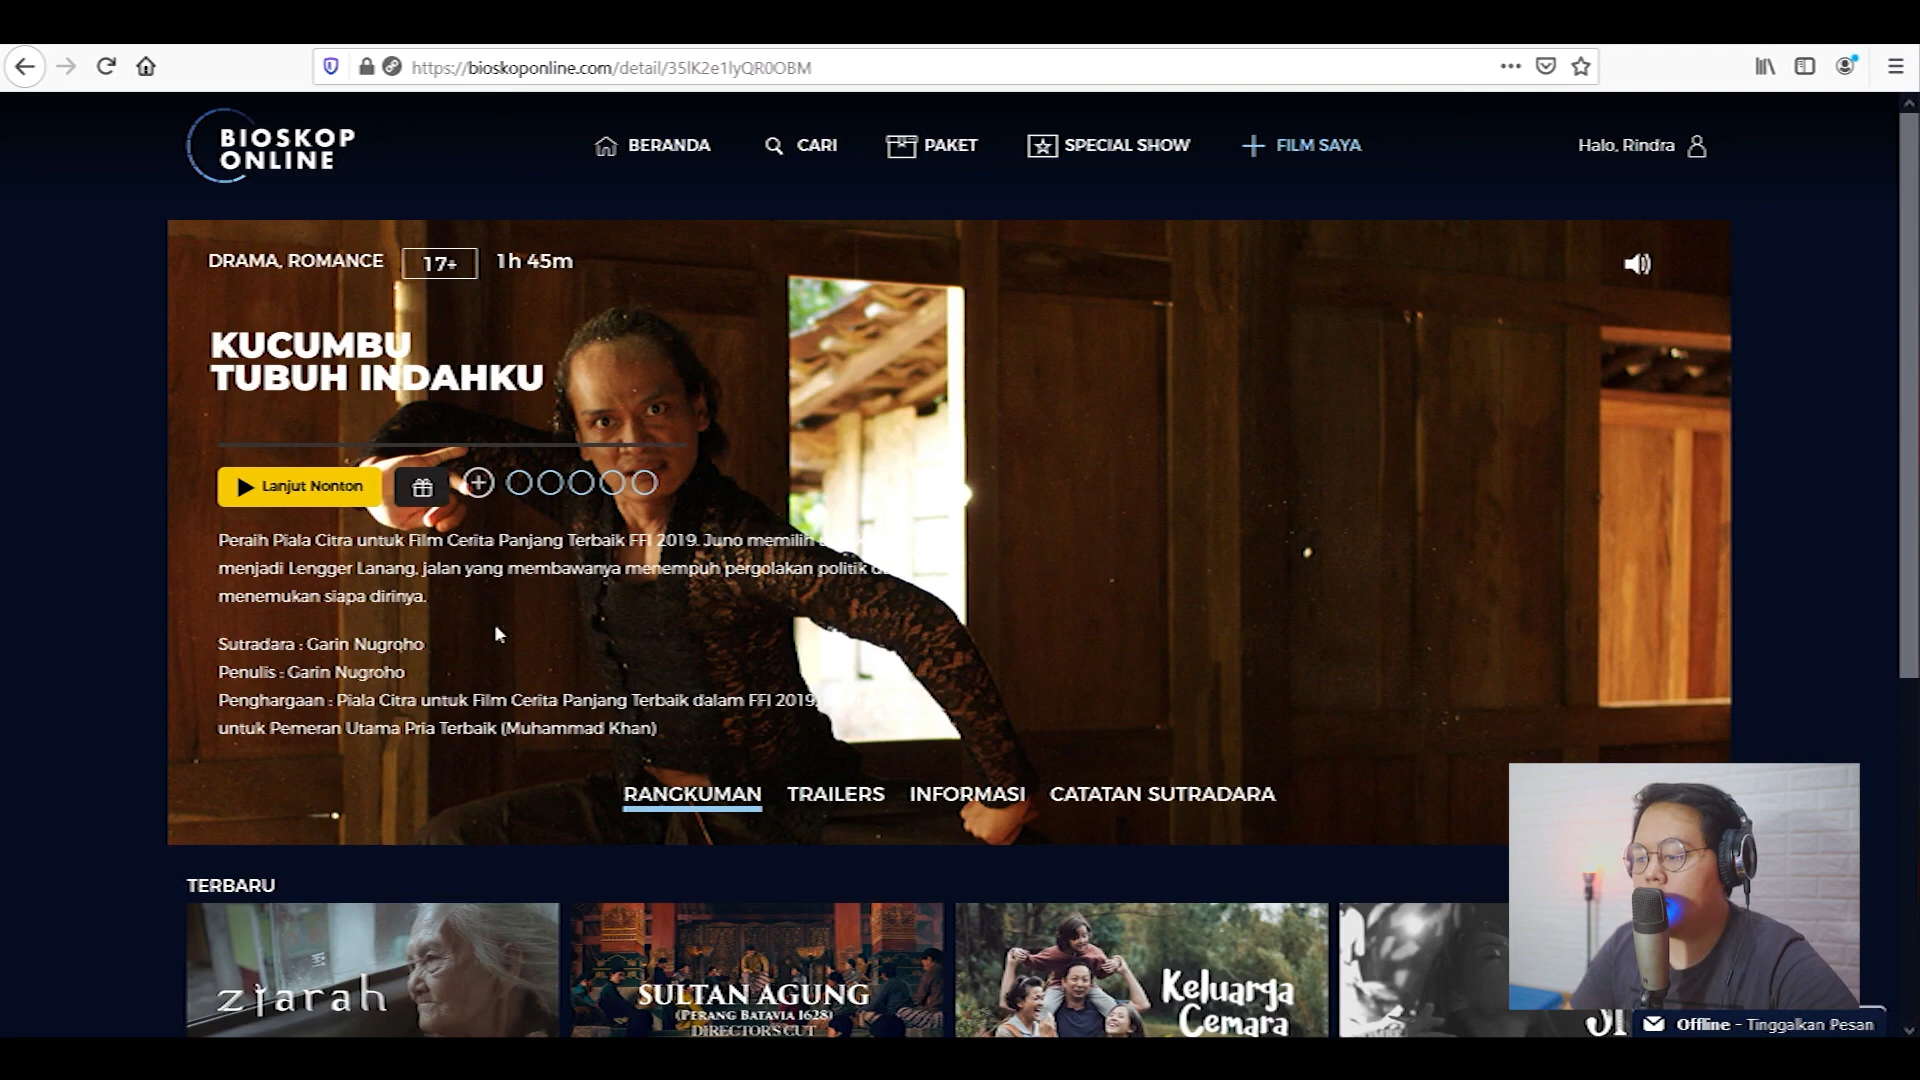 https://bioskoponline.com/detail/35lK2e1lyQR0OBM
BIOSKOP
ONLINE
BERANDA
CARI
PAKET
SPECIAL SHOW
FILM SAYA
Halo, Rindra
DRAMA, ROMANCE
17+
1h 45m
KUCUMBU
TUBUH INDAHKU
Lanjut Nonton
Peraih Piala Citra untuk Film Cerita Panjang Terbaik FFI 2019. Juno memilih
menjadi Lengger Lanang, jalan yang membawanya menempuh pergolakan politik
menemukan siapa dirinya.
Sutradara : Garin Nugroho
Penulis : Garin Nugroho
Penghargaan : Piala Citra untuk Film Cerita Panjang Terbaik dalam FFI 2019,
untuk Pemeran Utama Pria Terbaik (Muhammad Khan)
RANGKUMAN
TRAILERS
INFORMASI
CATATAN SUTRADARA
TERBARU
ziarah
SULTAN AGUNG
(PERANG BATAVIA 1628)
DIRECTOR'S CUT
Keluarga
Cemara
Offline - Tinggalkan Pesan